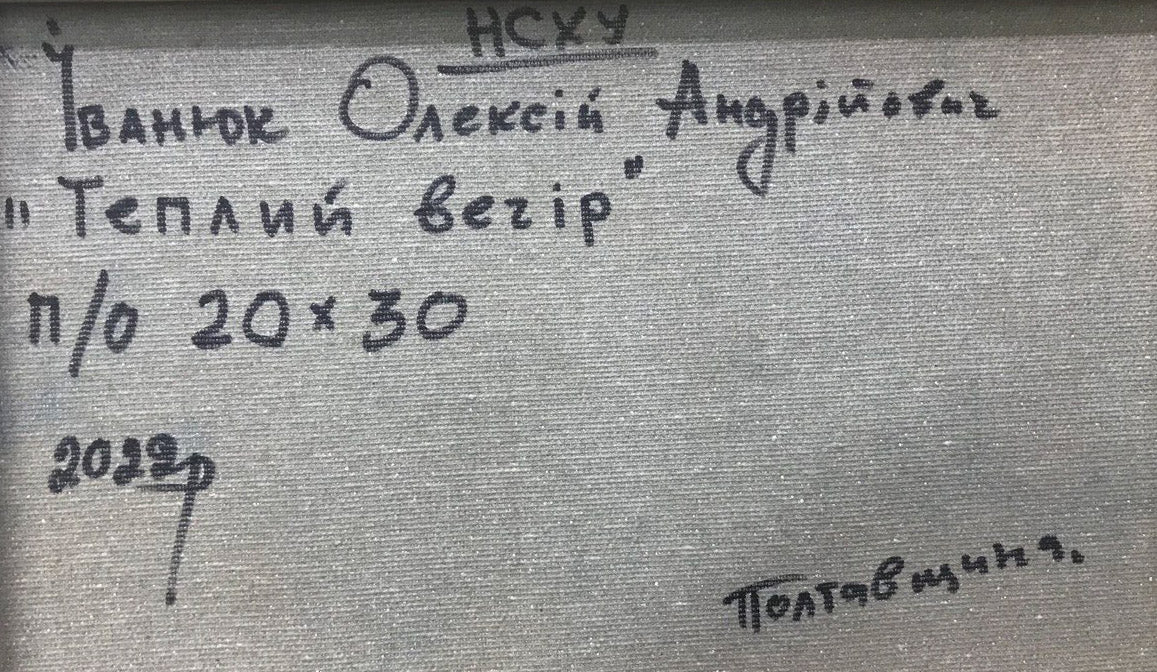 НСХУ
Іванюк Олексій Андрійович
"Теплий вечір"
п/о 20×30
2022р
Полтавщина.